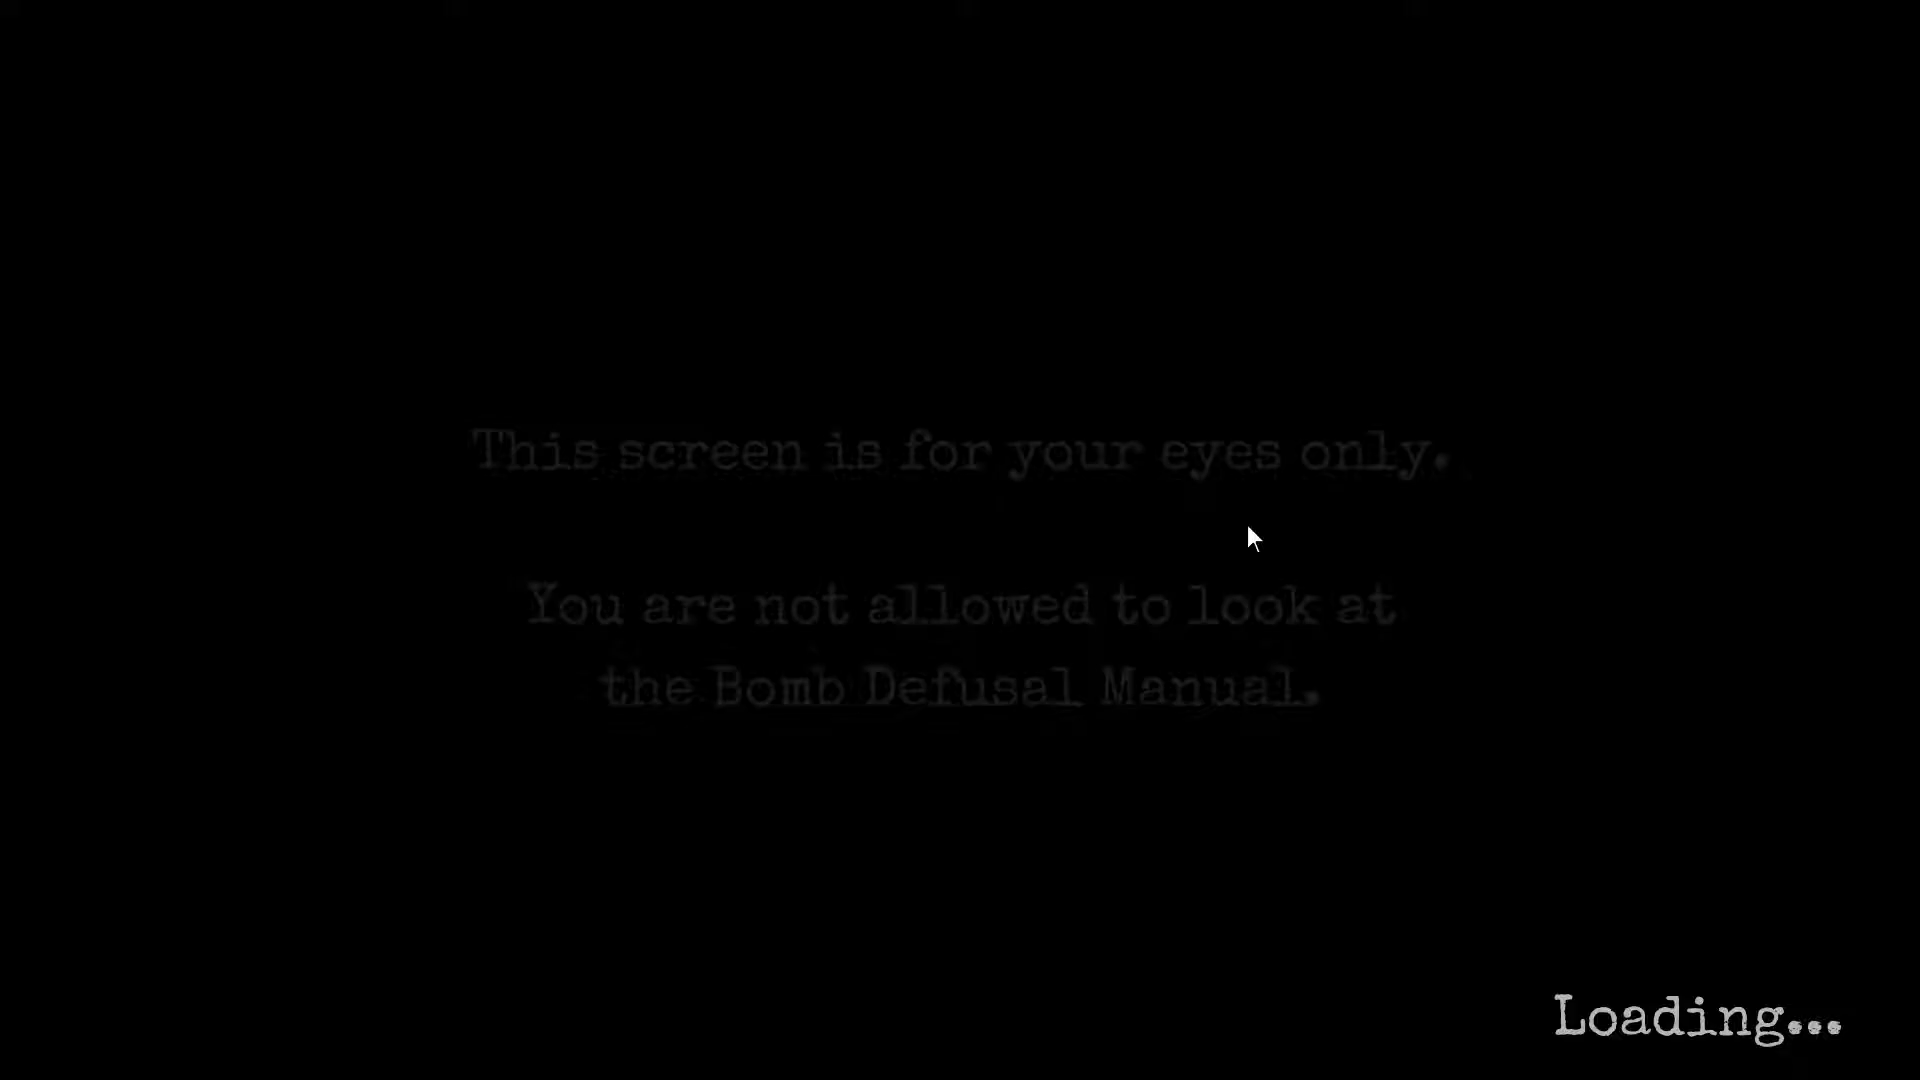 This screen is for your eyes only.
You are not allowed to look at
the Bomb Defusal Manual.
Loading...